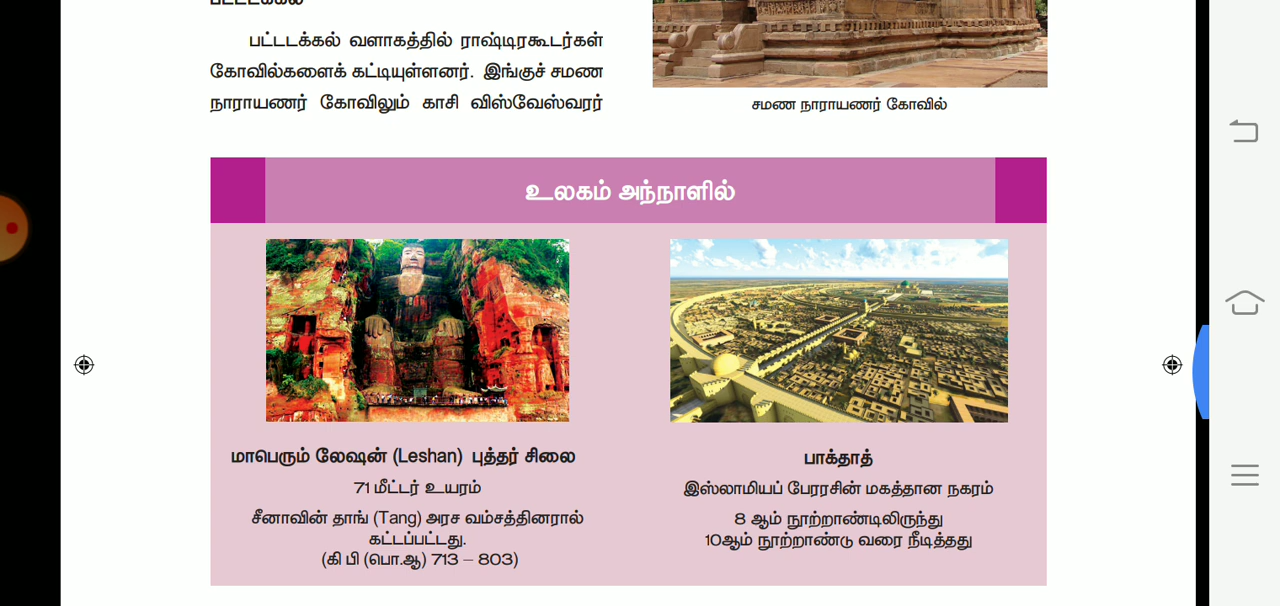 பட்டடக்கல் வளாகத்தில் ராஷ்டிரகூடர்கள்
கோவில்களைக் கட்டியுள்ளனர். இங்குச் சமண
நாராயணர் கோவிலும் காசி விஸ்வேஸ்வரர்
சமண நாராயணர் கோவில்
உலகம் அந்நாளில்
மாபெரும் லேஷன் (Leshan) புத்தர் சிலை
71 மீட்டர் உயரம்
சீனாவின் தாங் (Tang) அரச வம்சத்தினரால்
கட்டப்பட்டது.
(கி பி (பொ.ஆ) 713 – 803)
பாக்தாத்
இஸ்லாமியப் பேரரசின் மகத்தான நகரம்
8 ஆம் நூற்றாண்டிலிருந்து
10ஆம் நூற்றாண்டு வரை நீடித்தது